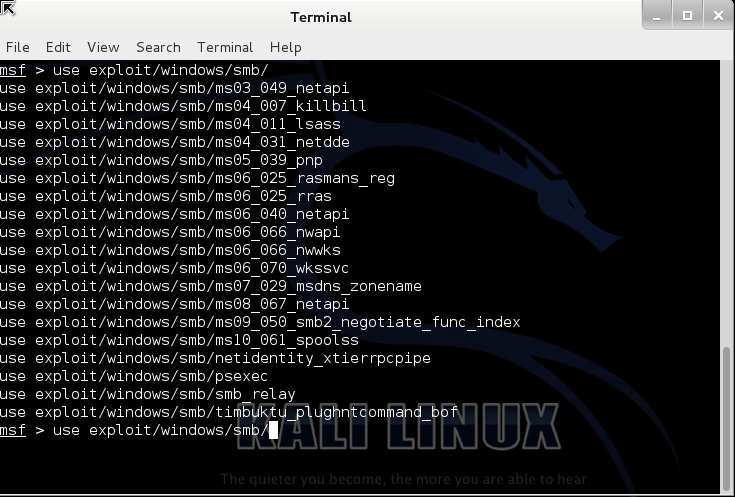 Terminal
File Edit View Search Terminal Help
msf > use exploit/windows/smb/
use exploit/windows/smb/ms03_049_netapi
use exploit/windows/smb/ms04_007_killbill
use exploit/windows/smb/ms04_011_lsass
use exploit/windows/smb/ms04_031_netdde
use exploit/windows/smb/ms05_039_pnp
use exploit/windows/smb/ms06_025_rasmans_reg
use exploit/windows/smb/ms06_025_rras
use exploit/windows/smb/ms06_040_netapi
use exploit/windows/smb/ms06_066_nwapi
use exploit/windows/smb/ms06_066_nwwks
use exploit/windows/smb/ms06_070_wkssvc
use exploit/windows/smb/ms07_029_msdns_zonename
use exploit/windows/smb/ms08_067_netapi
use exploit/windows/smb/ms09_050_smb2_negotiate_func_index
use exploit/windows/smb/ms10_061_spoolss
use exploit/windows/smb/netidentity_xtierrpcpipe
use exploit/windows/smb/psexec
use exploit/windows/smb/smb_relay
use exploit/windows/smb/timbuktu_plughntcommand_bof
msf > use exploit/windows/smb/
KALI LINUX
The quieter you become, the more you are able to hear.